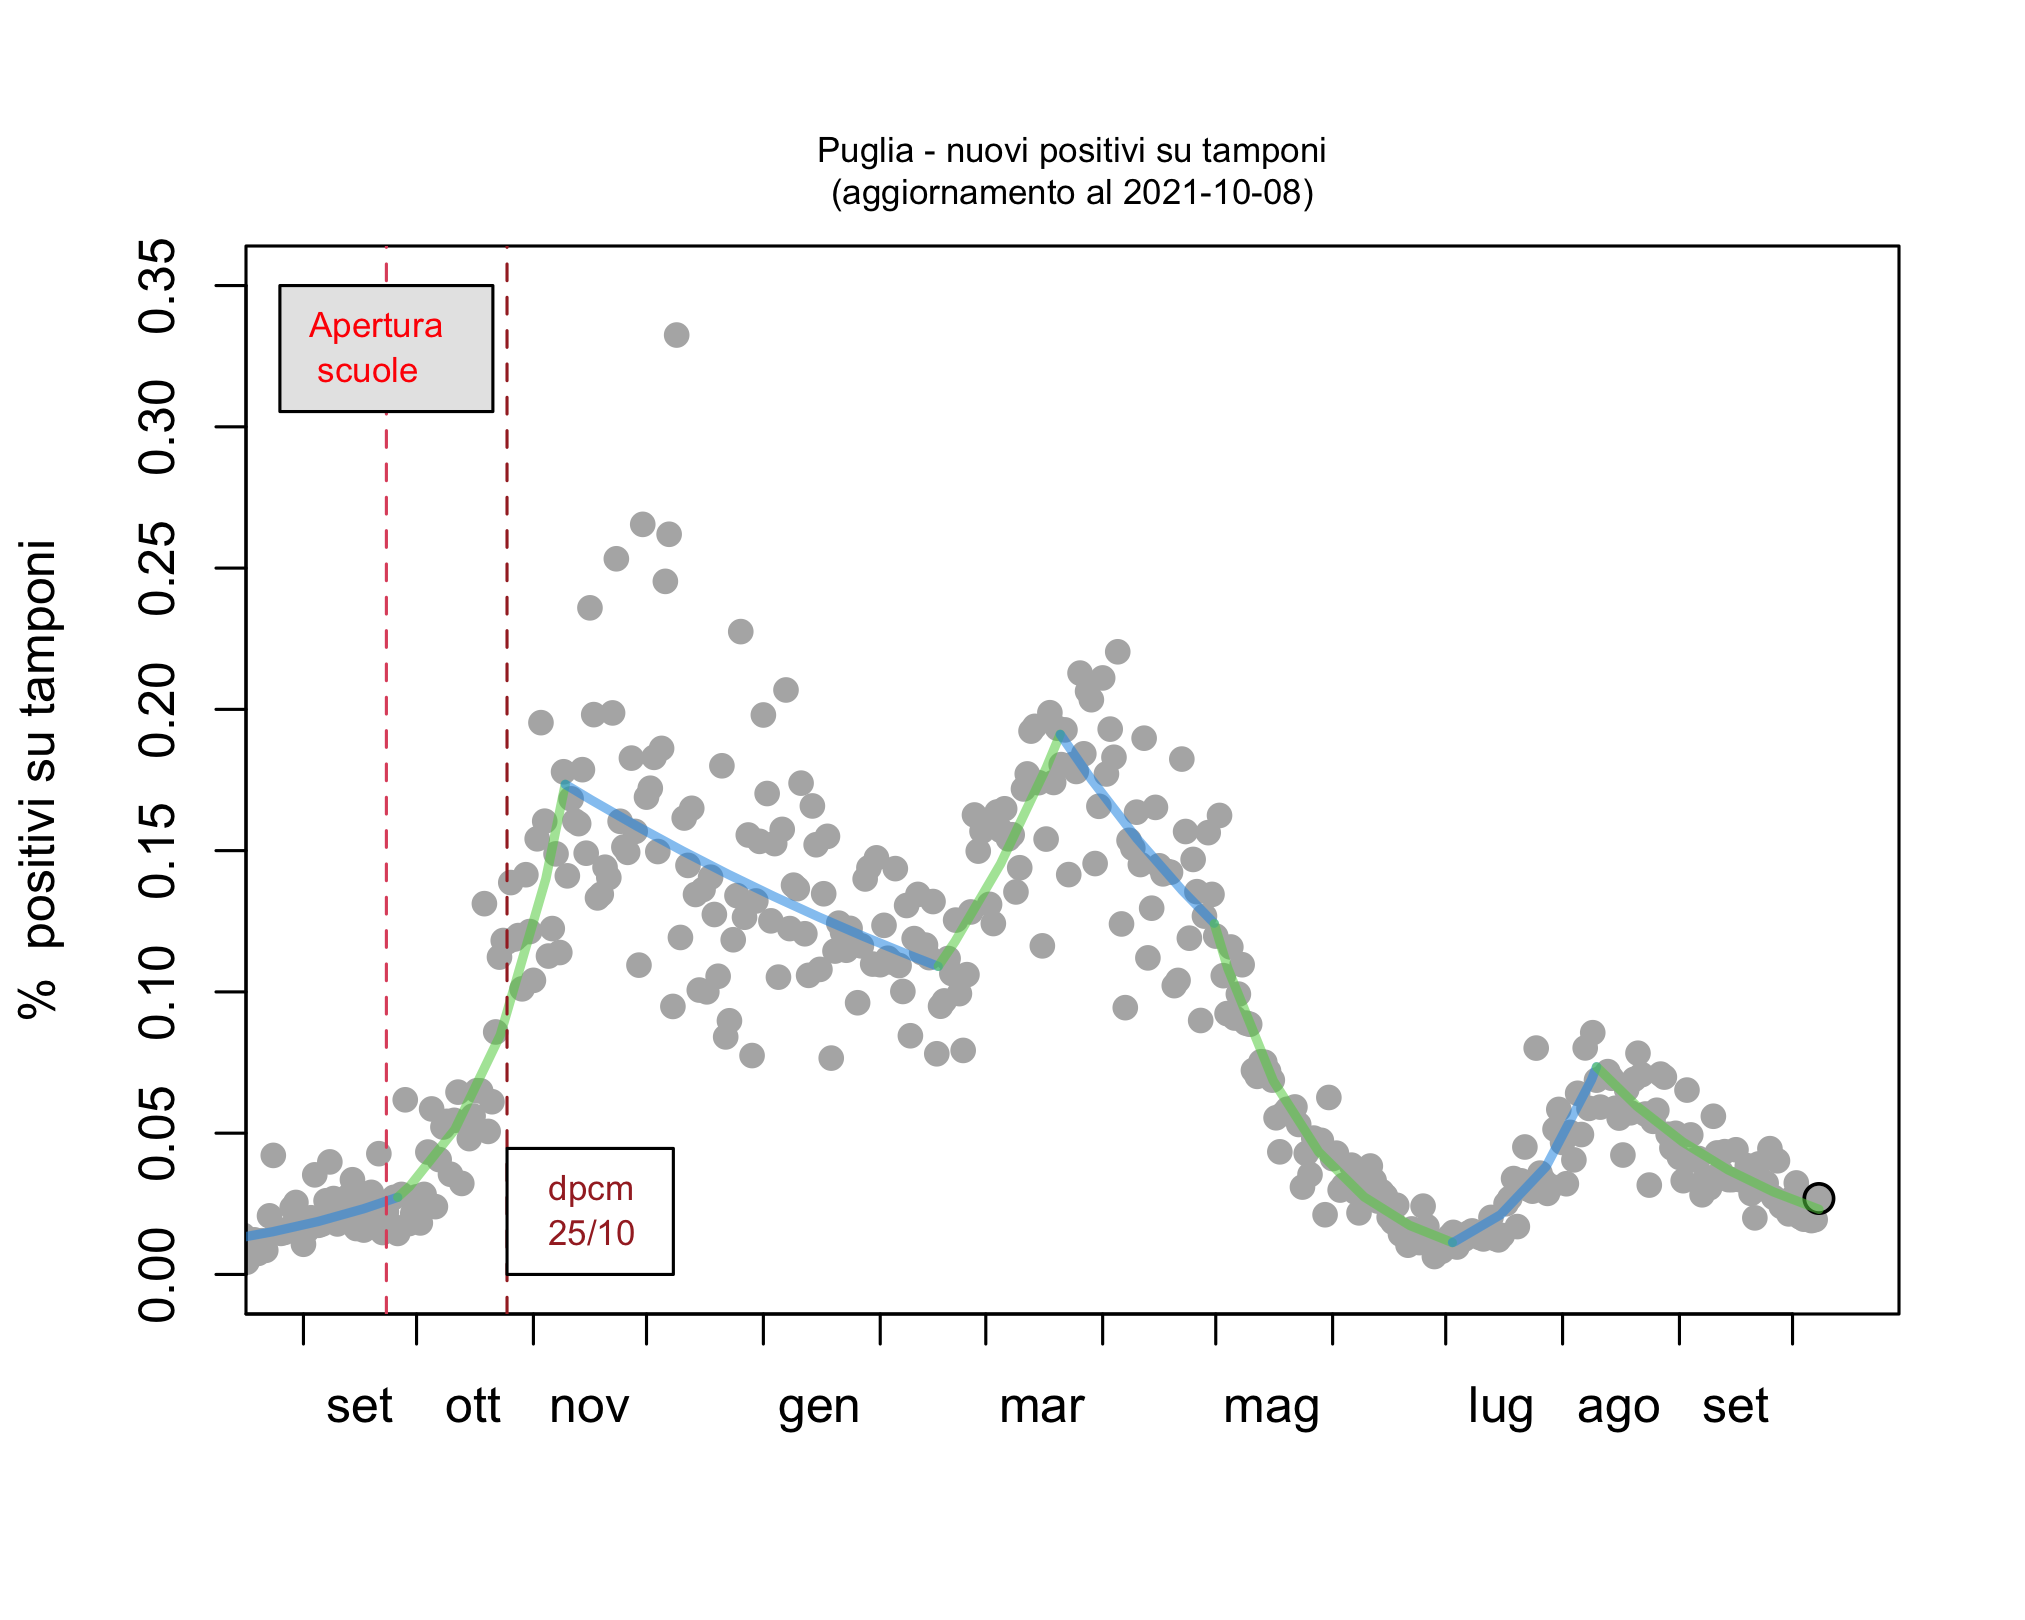 Puglia - nuovi positivi su tamponi
(aggiornamento al 2021-10-08)
% positivi su tamponi
0.35
0.30
0.25
0.20
0.15
0.10
0.05
0.00
Apertura
scuole
dpcm
25/10
set ott nov gen mar mag lug ago set